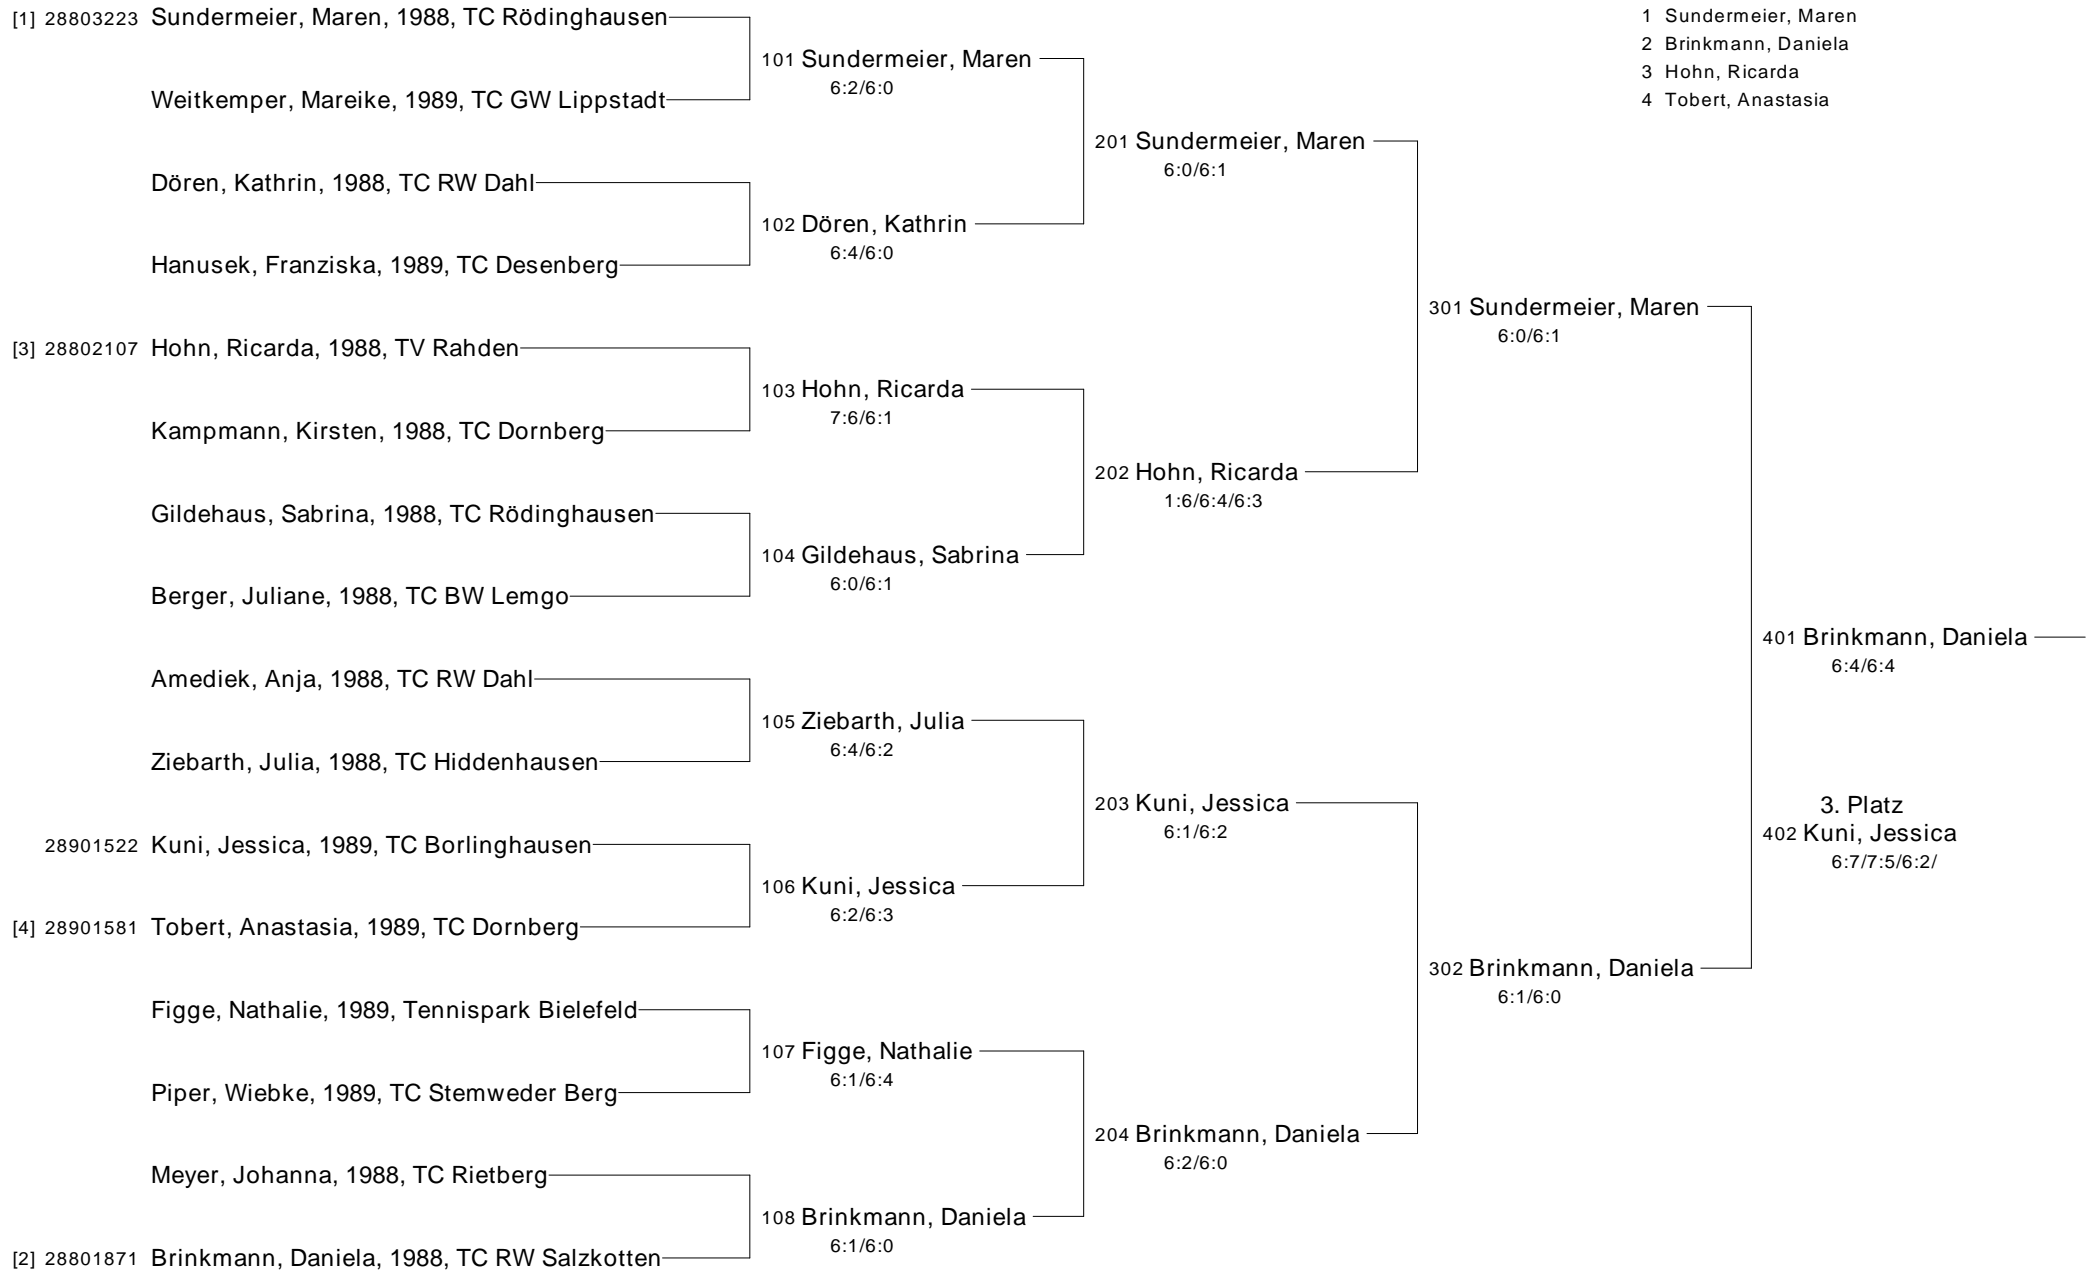 [1] 28803223 Sundermeier, Maren, 1988, TC Rödinghausen
Weitkemper, Mareike, 1989, TC GW Lippstadt
Dören, Kathrin, 1988, TC RW Dahl
Hanusek, Franziska, 1989, TC Desenberg
[3] 28802107 Hohn, Ricarda, 1988, TV Rahden
Kampmann, Kirsten, 1988, TC Dornberg
Gildehaus, Sabrina, 1988, TC Rödinghausen
Berger, Juliane, 1988, TC BW Lemgo
Amediek, Anja, 1988, TC RW Dahl
Ziebarth, Julia, 1988, TC Hiddenhausen
28901522 Kuni, Jessica, 1989, TC Borlinghausen
[4] 28901581 Tobert, Anastasia, 1989, TC Dornberg
Figge, Nathalie, 1989, Tennispark Bielefeld
Piper, Wiebke, 1989, TC Stemweder Berg
Meyer, Johanna, 1988, TC Rietberg
[2] 28801871 Brinkmann, Daniela, 1988, TC RW Salzkotten
101 Sundermeier, Maren
6:2/6:0
102 Dören, Kathrin
6:4/6:0
103 Hohn, Ricarda
7:6/6:1
104 Gildehaus, Sabrina
6:0/6:1
105 Ziebarth, Julia
6:4/6:2
106 Kuni, Jessica
6:2/6:3
107 Figge, Nathalie
6:1/6:4
108 Brinkmann, Daniela
6:1/6:0
201 Sundermeier, Maren
6:0/6:1
202 Hohn, Ricarda
1:6/6:4/6:3
203 Kuni, Jessica
6:1/6:2
204 Brinkmann, Daniela
6:2/6:0
301 Sundermeier, Maren
6:0/6:1
302 Brinkmann, Daniela
6:1/6:0
1 Sundermeier, Maren
2 Brinkmann, Daniela
3 Hohn, Ricarda
4 Tobert, Anastasia
401 Brinkmann, Daniela
6:4/6:4
3. Platz
402 Kuni, Jessica
6:7/7:5/6:2/